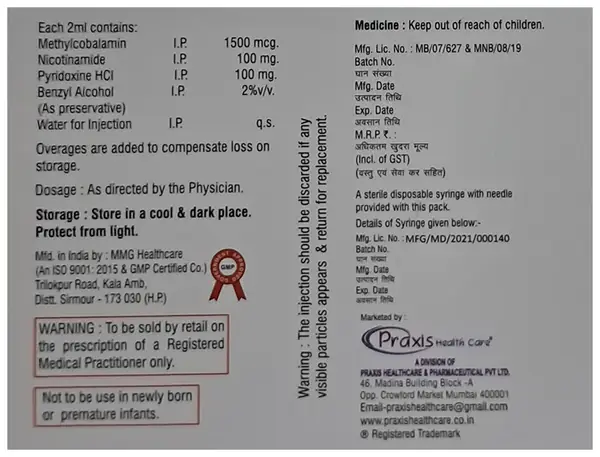 Each 2ml contains:
Methylcobalamin I.P. 1500 mcg.
Nicotinamide I.P. 100 mg.
Pyridoxine HCl I.P. 100 mg.
Benzyl Alcohol I.P. 2%v/v.
(As preservative)
Water for Injection I.P. q.s.
Overages are added to compensate loss on
storage.
Dosage : As directed by the Physician.
Storage : Store in a cool & dark place.
Protect from light.
Mfd. in India by : MMG Healthcare
(An ISO 9001: 2015 & GMP Certified Co.)
Trilokpur Road, Kala Amb,
Distt. Sirmour - 173 030 (H.P.)
GMP
WARNING : To be sold by retail on
the prescription of a Registered
Medical Practitioner only.
Not to be use in newly born
or premature infants.
Warning : The injection should be discarded if any
visible particles appears & return for replacement.
Medicine : Keep out of reach of children.
Mfg. Lic. No. : MB/07/627 & MNB/08/19
Batch No.
घान संख्या
Mfg. Date
उत्पादन तिथि
Exp. Date
अवसान तिथि
M.R.P. ₹. :
अधिकतम खुदरा मूल्य
(Incl. of GST)
(वस्तु एवं सेवा कर सहित)
A sterile disposable syringe with needle
provided with this pack.
Details of Syringe given below:-
Mfg. Lic. No. : MFG/MD/2021/000140
Batch No.
घान संख्या
Mfg. Date
उत्पादन तिथि
Exp. Date
अवसान तिथि
Marketed by :
Praxis Health Care®
A DIVISION OF
PRAXIS HEALTHCARE & PHARMACEUTICAL PVT LTD.
46, Madina Building Block -A
Opp. Crowford Market Mumbai 400001
Email-praxishealthcare@gmail.com
www.praxishealthcare.co.in
® Registered Trademark